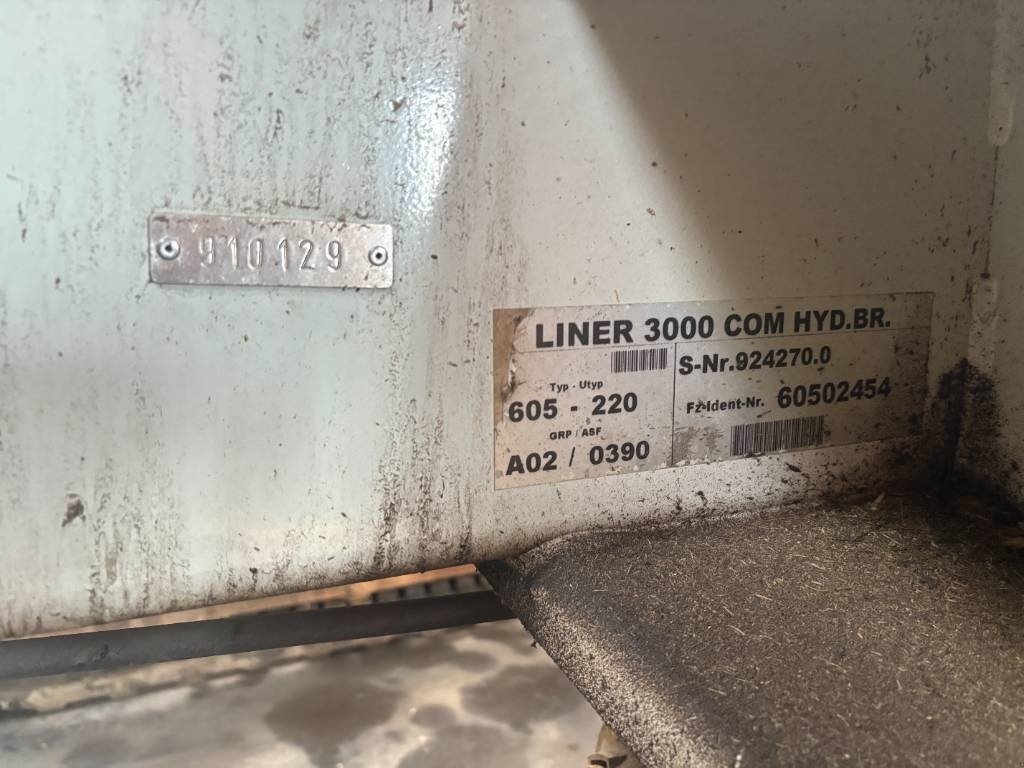 910129
LINER 3000 COM HYD.BR.
S-Nr.924270.0
Typ - Utyp
605 - 220
Fz-Ident-Nr. 60502454
GRP / ASF
A02 / 0390